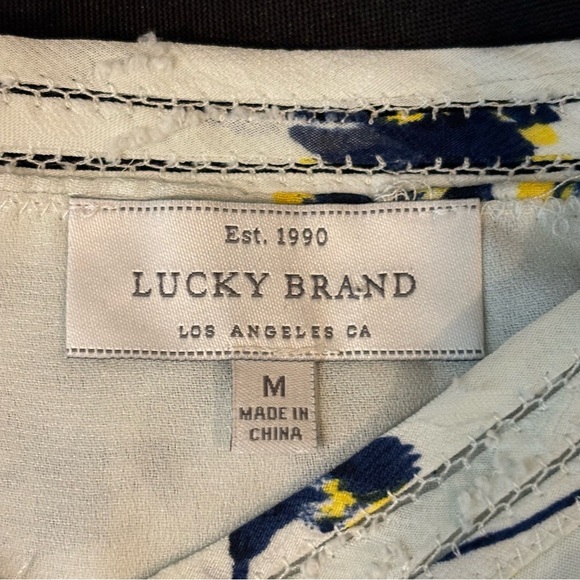 Est. 1990
LUCKY BRAND
LOS ANGELES CA
M
MADE IN
CHINA